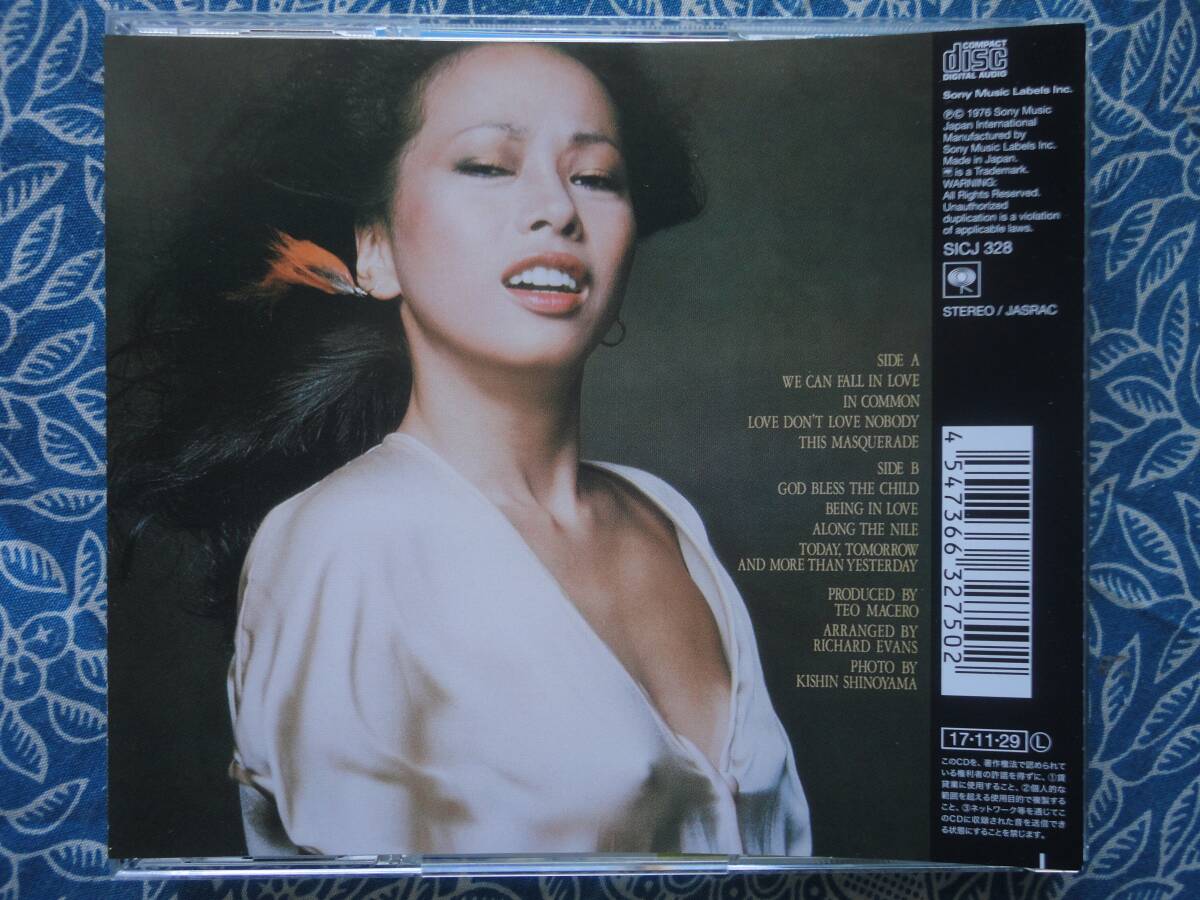 SIDE A
WE CAN FALL IN LOVE
IN COMMON
LOVE DON'T LOVE NOBODY
THIS MASQUERADE
SIDE B
GOD BLESS THE CHILD
BEING IN LOVE
ALONG THE NILE
TODAY, TOMORROW
AND MORE THAN YESTERDAY
PRODUCED BY
TEO MACERO
ARRANGED BY
RICHARD EVANS
PHOTO BY
KISHIN SHINOYAMA
COMPACT
disc
DIGITAL AUDIO
Sony Music Labels Inc.
℗© 1976 Sony Music
Japan International
Manufactured by
Sony Music Labels Inc.
Made in Japan.
is a Trademark.
WARNING:
All Rights Reserved.
Unauthorized
duplication is a violation
of applicable laws.
SICJ 328
STEREO / JASRAC
4 547366 327502
17·11·29 Ⓛ
このCDを、著作権法で認められて
いる権利者の許諾を得ずに、①賃
貸業に使用すること、②個人的な
範囲を超える使用目的で複製する
こと、③ネットワーク等を通じてこ
のCDに収録された音を送信でき
る状態にすることを禁じます。